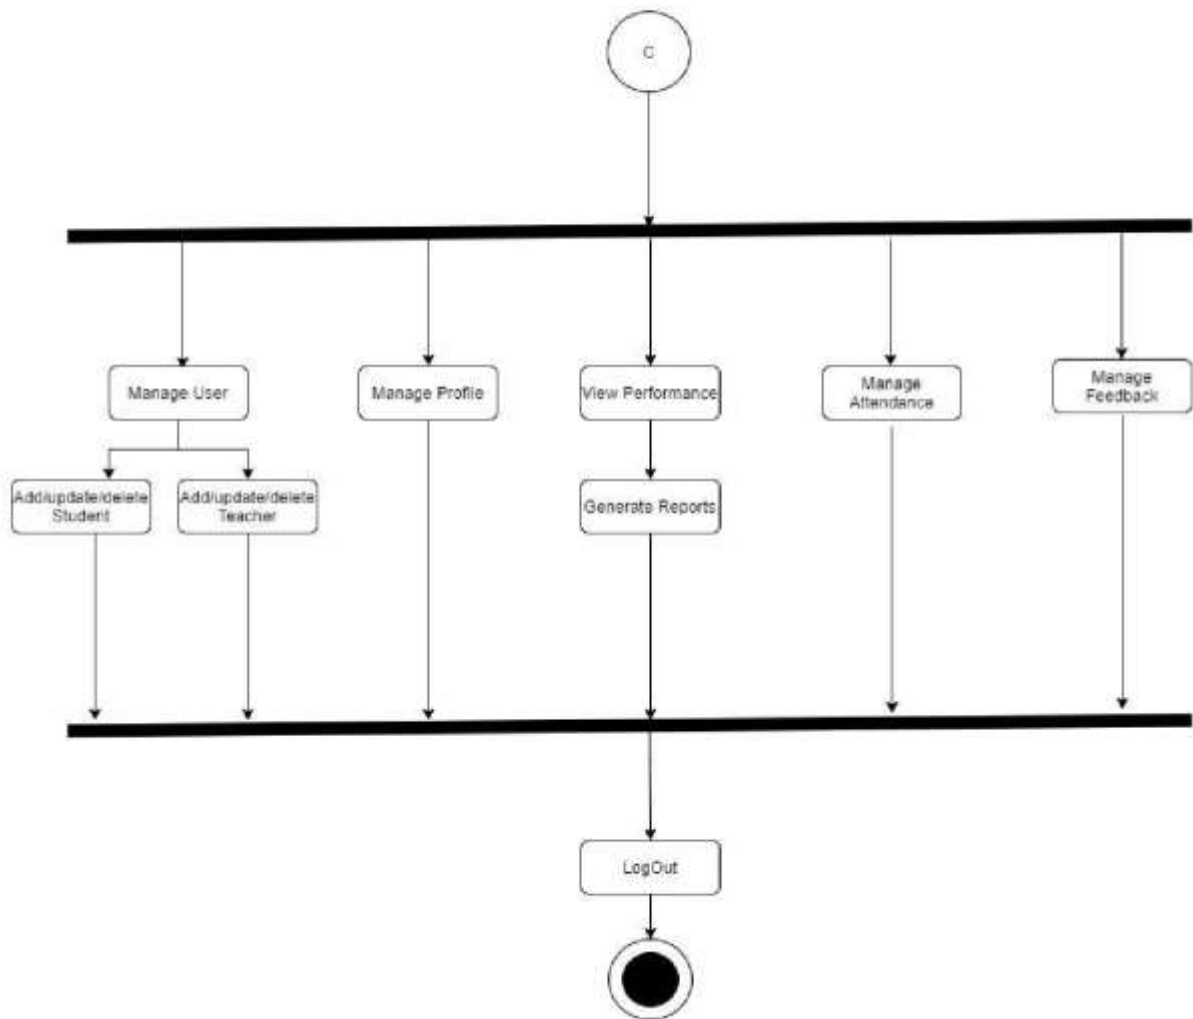 C
Manage User
Manage Profile
View Performance
Manage
Attendance
Manage
Feedback
Add/update/delete
Student
Add/update/delete
Teacher
Generate Reports
LogOut